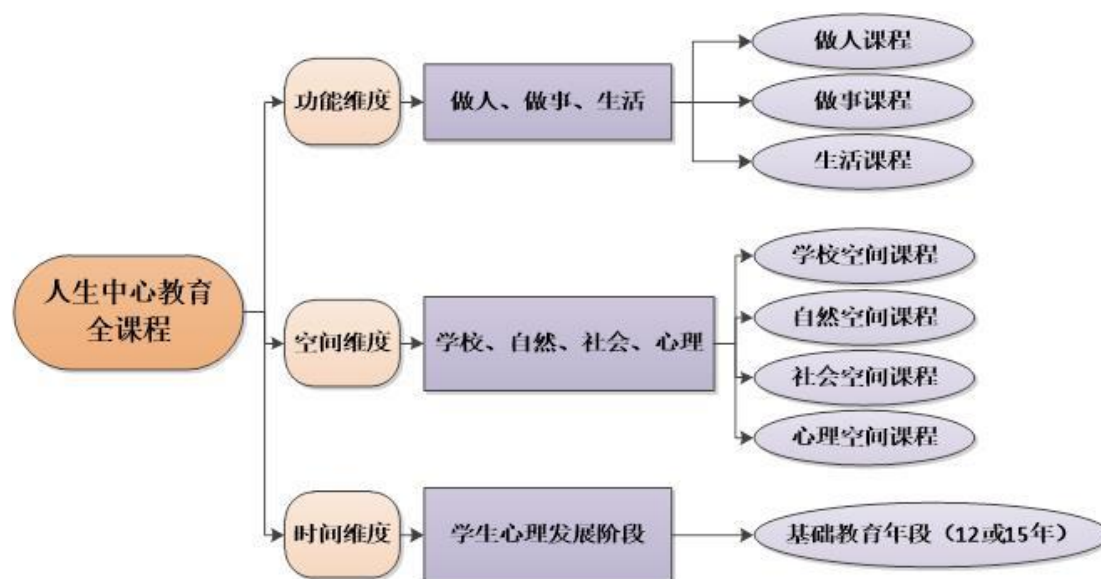 人生中心教育
全课程
功能维度
做人、做事、生活
做人课程
做事课程
生活课程
空间维度
学校、自然、社会、心理
学校空间课程
自然空间课程
社会空间课程
心理空间课程
时间维度
学生心理发展阶段
基础教育年段（12或15年）